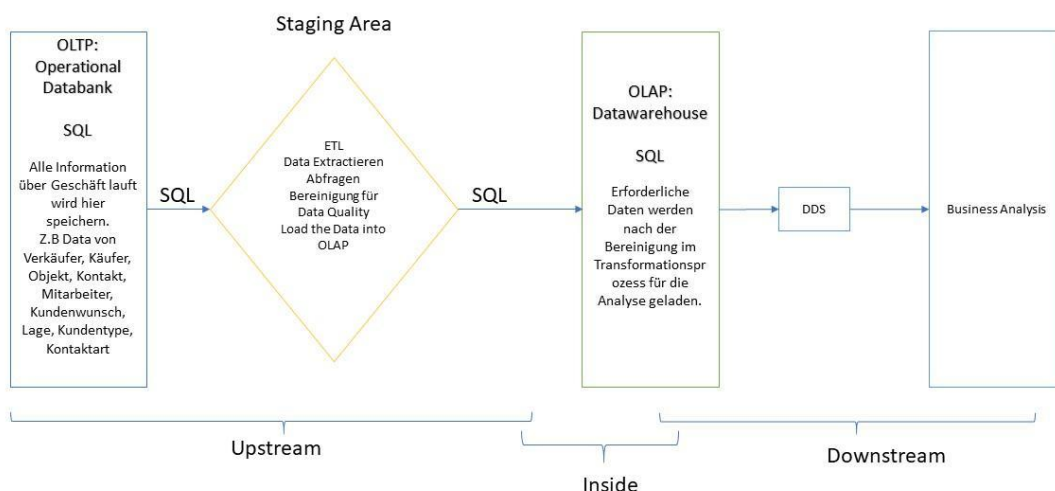 Staging Area
OLTP:
Operational
Databank
SQL
Alle Information
über Geschäft lauft
wird hier
speichern.
Z.B Data von
Verkäufer, Käufer,
Objekt, Kontakt,
Mitarbeiter,
Kundenwunsch,
Lage, Kundentype,
Kontaktart
SQL
ETL
Data Extractieren
Abfragen
Bereinigung für
Data Quality
Load the Data into
OLAP
SQL
OLAP:
Datawarehouse
SQL
Erforderliche
Daten werden
nach der
Bereinigung im
Transformationspr
ozess für die
Analyse geladen.
DDS
Business Analysis
Upstream
Inside
Downstream